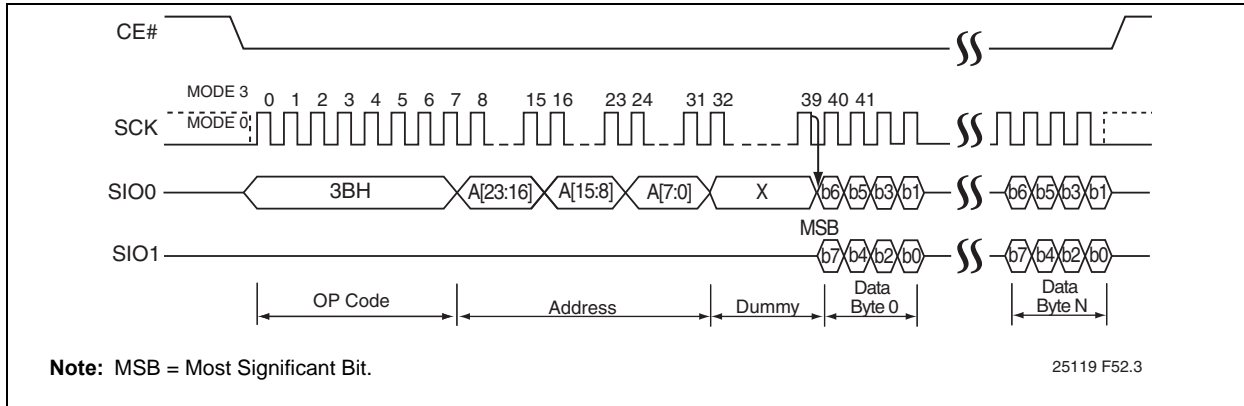 CE#
MODE 3
0 1 2 3 4 5 6 7 8 15 16 23 24 31 32 39 40 41
SCK
MODE 0
SIO0
3BH
A[23:16]
A[15:8]
A[7:0]
X
b6 b5 b3 b1
b6 b5 b3 b1
MSB
SIO1
b7 b4 b2 b0
b7 b4 b2 b0
OP Code
Address
Dummy
Data
Byte 0
Data
Byte N
Note: MSB = Most Significant Bit.
25119 F52.3